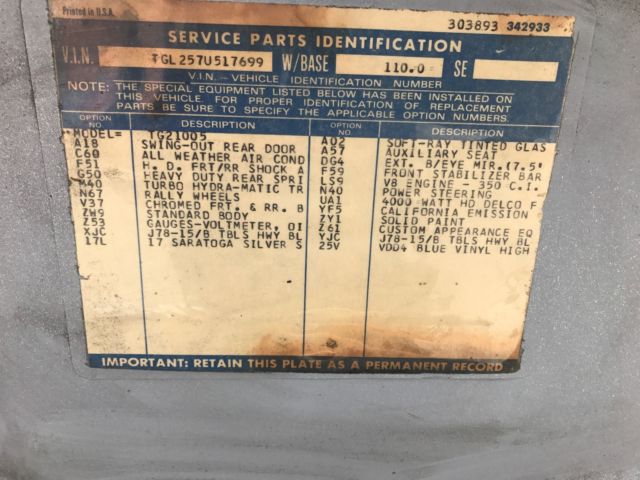 Printed in U.S.A.
303893 342933
SERVICE PARTS IDENTIFICATION
V.I.N. TGL257U517699 W/BASE 110.0 SE
V.I.N. - VEHICLE IDENTIFICATION NUMBER
NOTE: THE SPECIAL EQUIPMENT LISTED BELOW HAS BEEN INSTALLED ON
THIS VEHICLE. FOR PROPER IDENTIFICATION OF REPLACEMENT
PARTS BE SURE TO SPECIFY THE APPLICABLE OPTION NUMBERS.
OPTION NO DESCRIPTION OPTION NO DESCRIPTION
MODEL= TG21005 A02 SOFT-RAY TINTED GLAS
A18 SWING-OUT REAR DOOR A57 AUXILIARY SEAT
C60 ALL WEATHER AIR COND DG4 EXT. B/EYE MIR.(7.5'
F51 H. D. FRT/RR SHOCK A F59 FRONT STABILIZER BAR
G50 HEAVY DUTY REAR SPRI LS9 V8 ENGINE - 350 C.I.
M40 TURBO HYDRA-MATIC TR N40 POWER STEERING
N67 RALLY WHEELS UA1 4000 WATT HD DELCO F
V37 CHROMED FRT. & RR. B YF5 CALIFORNIA EMISSION
ZW9 STANDARD BODY ZY1 SOLID PAINT
Z53 GAUGES-VOLTMETER, OI Z61 CUSTOM APPEARANCE EQ
XJC J78-15/B TBLS HWY BL YJC J78-15/B TBLS HWY BL
17L 17 SARATOGA SILVER S 25V VDD4 BLUE VINYL HIGH
IMPORTANT: RETAIN THIS PLATE AS A PERMANENT RECORD